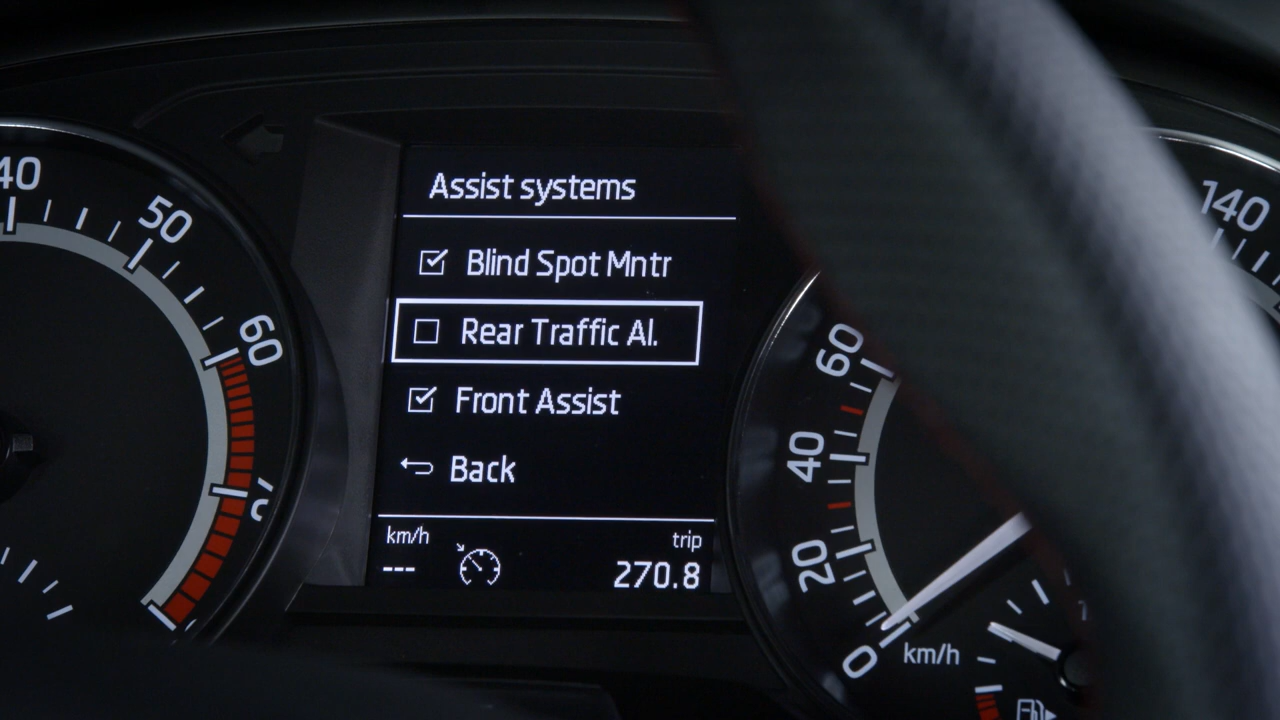 40
50
60
Assist systems
Blind Spot Mntr
Rear Traffic Al.
Front Assist
Back
km/h
trip
---
270.8
140
60
40
20
0
km/h